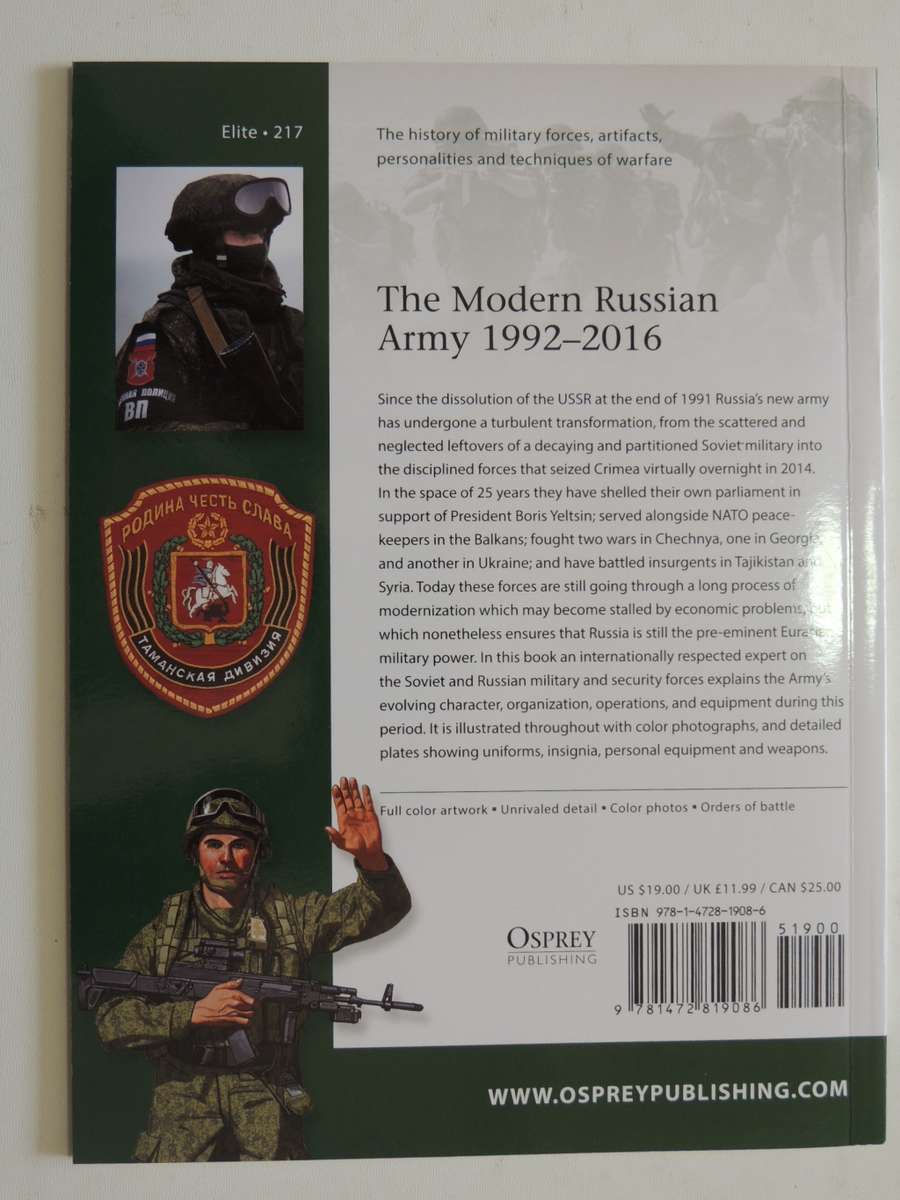 Elite • 217
The history of military forces, artifacts,
personalities and techniques of warfare
The Modern Russian
Army 1992–2016
Since the dissolution of the USSR at the end of 1991 Russia's new army
has undergone a turbulent transformation, from the scattered and
neglected leftovers of a decaying and partitioned Soviet military into
the disciplined forces that seized Crimea virtually overnight in 2014.
In the space of 25 years they have shelled their own parliament in
support of President Boris Yeltsin; served alongside NATO peace-
keepers in the Balkans; fought two wars in Chechnya, one in Georgia,
and another in Ukraine; and have battled insurgents in Tajikistan and
Syria. Today these forces are still going through a long process of
modernization which may become stalled by economic problems, but
which nonetheless ensures that Russia is still the pre-eminent Eurasian
military power. In this book an internationally respected expert on
the Soviet and Russian military and security forces explains the Army's
evolving character, organization, operations, and equipment during this
period. It is illustrated throughout with color photographs, and detailed
plates showing uniforms, insignia, personal equipment and weapons.
Full color artwork • Unrivaled detail • Color photos • Orders of battle
US $19.00 / UK £11.99 / CAN $25.00
ISBN 978-1-4728-1908-6
51900
9 781472 819086
OSPREY
PUBLISHING
WWW.OSPREYPUBLISHING.COM
ПОЛИЦИЯ
ВП
РОДИНА ЧЕСТЬ СЛАВА
ТАМАНСКАЯ ДИВИЗИЯ